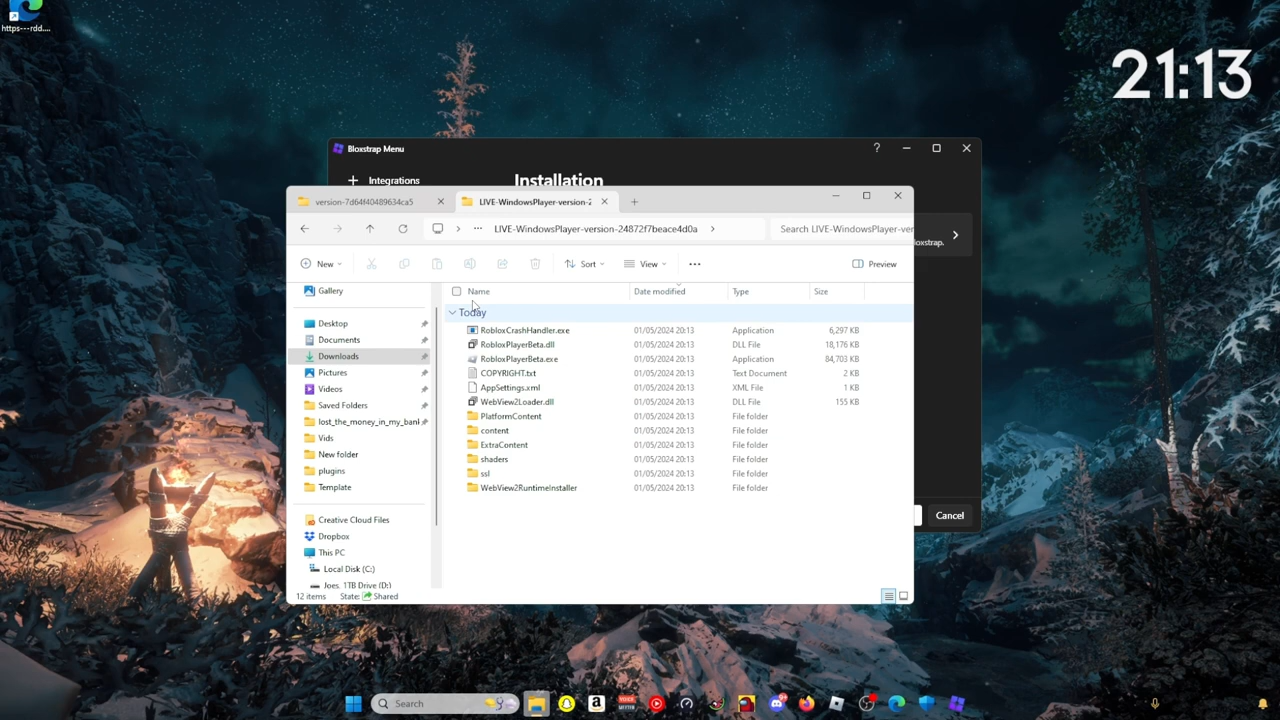 https---rdd....
21:13
Bloxstrap Menu
?
Integrations
Installation
version-7d64f40489634ca5
LIVE-WindowsPlayer-version-2
LIVE-WindowsPlayer-version-24872f7beace4d0a
Search LIVE-WindowsPlayer-ver
loxstrap.
New
Sort
View
Preview
Gallery
Name
Date modified
Type
Size
Today
Desktop
RobloxCrashHandler.exe 01/05/2024 20:13 Application 6,297 KB
Documents
RobloxPlayerBeta.dll 01/05/2024 20:13 DLL File 18,176 KB
Downloads
RobloxPlayerBeta.exe 01/05/2024 20:13 Application 84,703 KB
Pictures
COPYRIGHT.txt 01/05/2024 20:13 Text Document 2 KB
Videos
AppSettings.xml 01/05/2024 20:13 XML File 1 KB
Saved Folders
WebView2Loader.dll 01/05/2024 20:13 DLL File 155 KB
lost_the_money_in_my_bank
PlatformContent 01/05/2024 20:13 File folder
Vids
content 01/05/2024 20:13 File folder
New folder
ExtraContent 01/05/2024 20:13 File folder
plugins
shaders 01/05/2024 20:13 File folder
Template
ssl 01/05/2024 20:13 File folder
WebView2RuntimeInstaller 01/05/2024 20:13 File folder
Creative Cloud Files
Dropbox
This PC
Local Disk (C:)
Joes. 1TB Drive (D:)
Cancel
12 items
State: Shared
Search